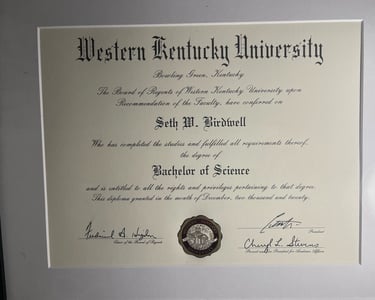 Western Kentucky University
Bowling Green, Kentucky
The Board of Regents of Western Kentucky University upon
Recommendation of the Faculty, have conferred on
Seth W. Birdwell
Who has completed the studies and fulfilled all requirements thereof,
the degree of
Bachelor of Science
and is entitled to all the rights and privileges pertaining to that degree.
This diploma granted in the month of December, two thousand and twenty.
Chair of the Board of Regents
President
Cheryl L. Stevens